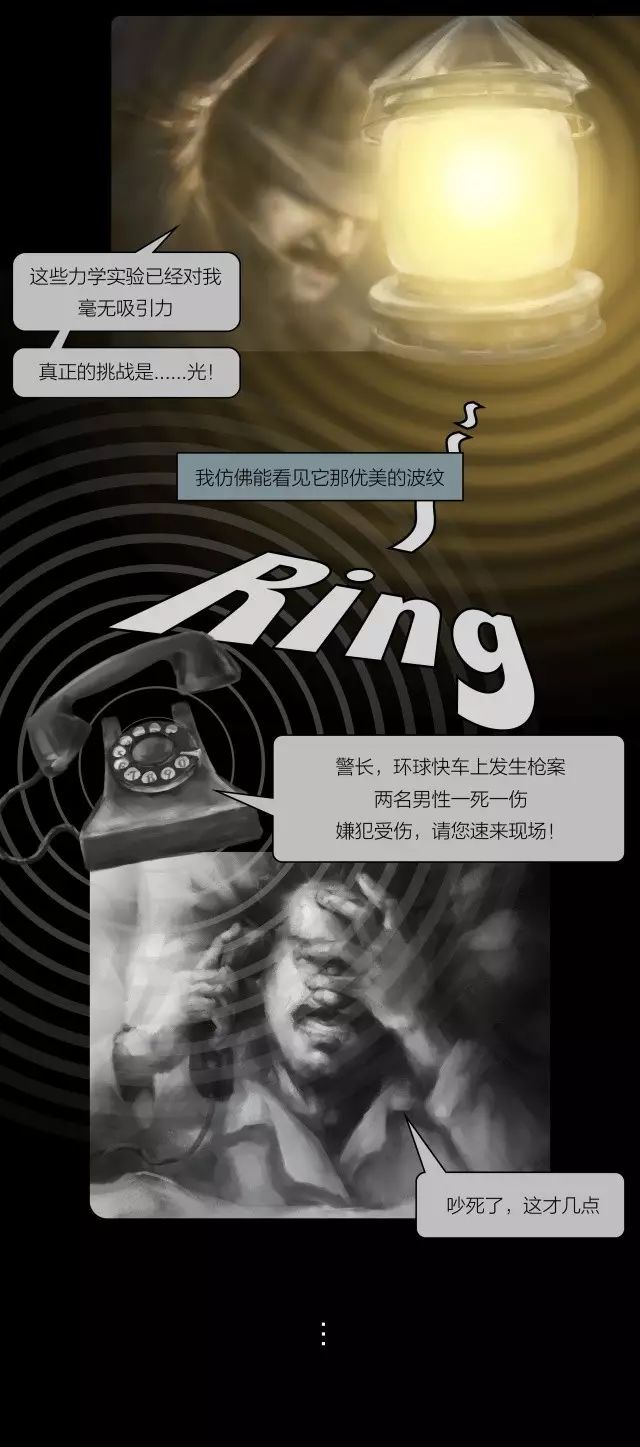 这些力学实验已经对我
毫无吸引力
真正的挑战是......光!
我仿佛能看见它那优美的波纹
Ring
警长，环球快车上发生枪案
两名男性一死一伤
嫌犯受伤，请您速来现场!
吵死了，这才几点
⋮